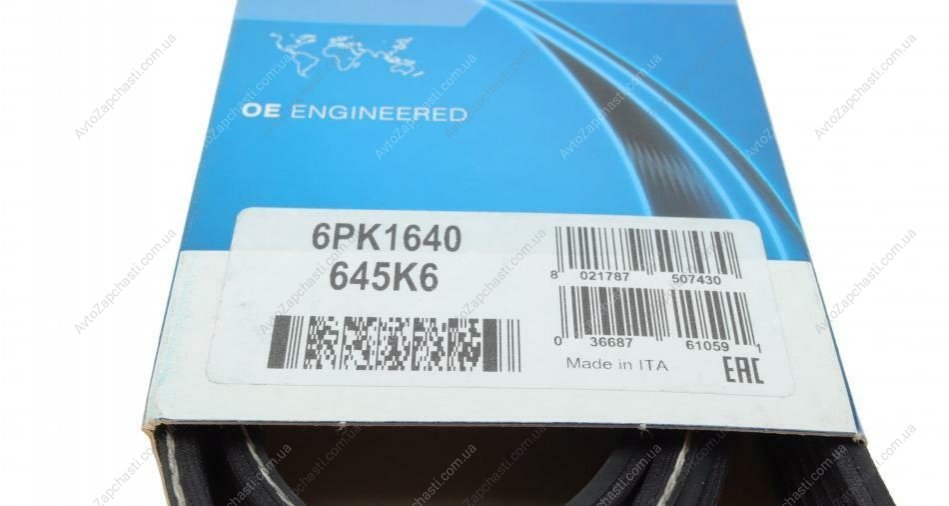 OE ENGINEERED
6PK1640
645K6
8 021787 507430
0 36687 61059 1
Made in ITA
EAC
AvtoZapchasti.com.ua